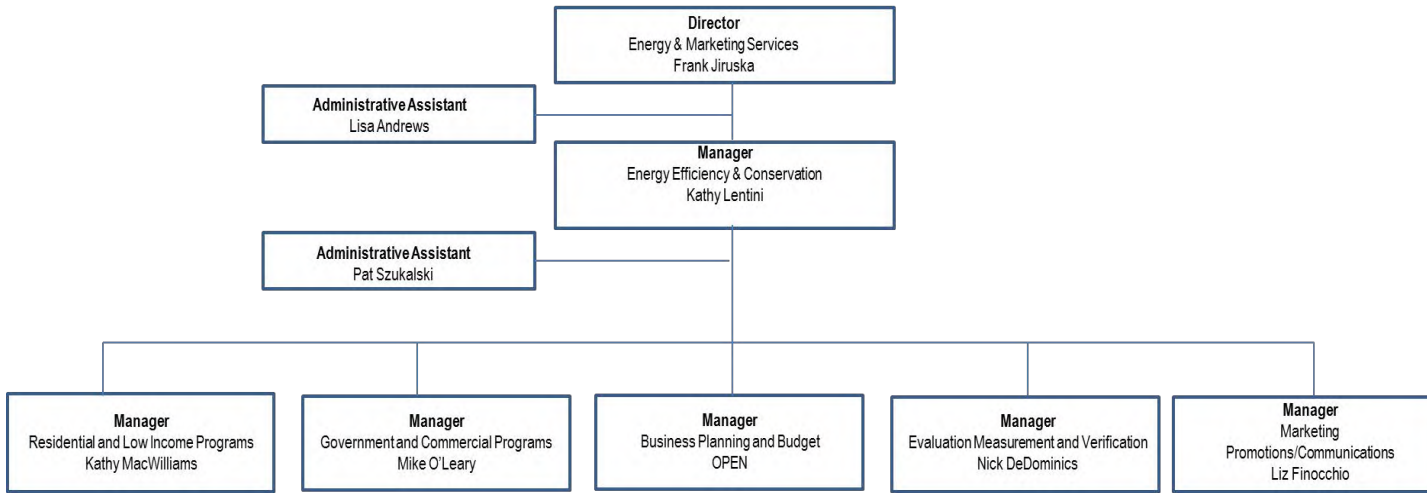 Director
Energy & Marketing Services
Frank Jiruska
Administrative Assistant
Lisa Andrews
Manager
Energy Efficiency & Conservation
Kathy Lentini
Administrative Assistant
Pat Szukalski
Manager
Residential and Low Income Programs
Kathy MacWilliams
Manager
Government and Commercial Programs
Mike O'Leary
Manager
Business Planning and Budget
OPEN
Manager
Evaluation Measurement and Verification
Nick DeDominics
Manager
Marketing
Promotions/Communications
Liz Finocchio